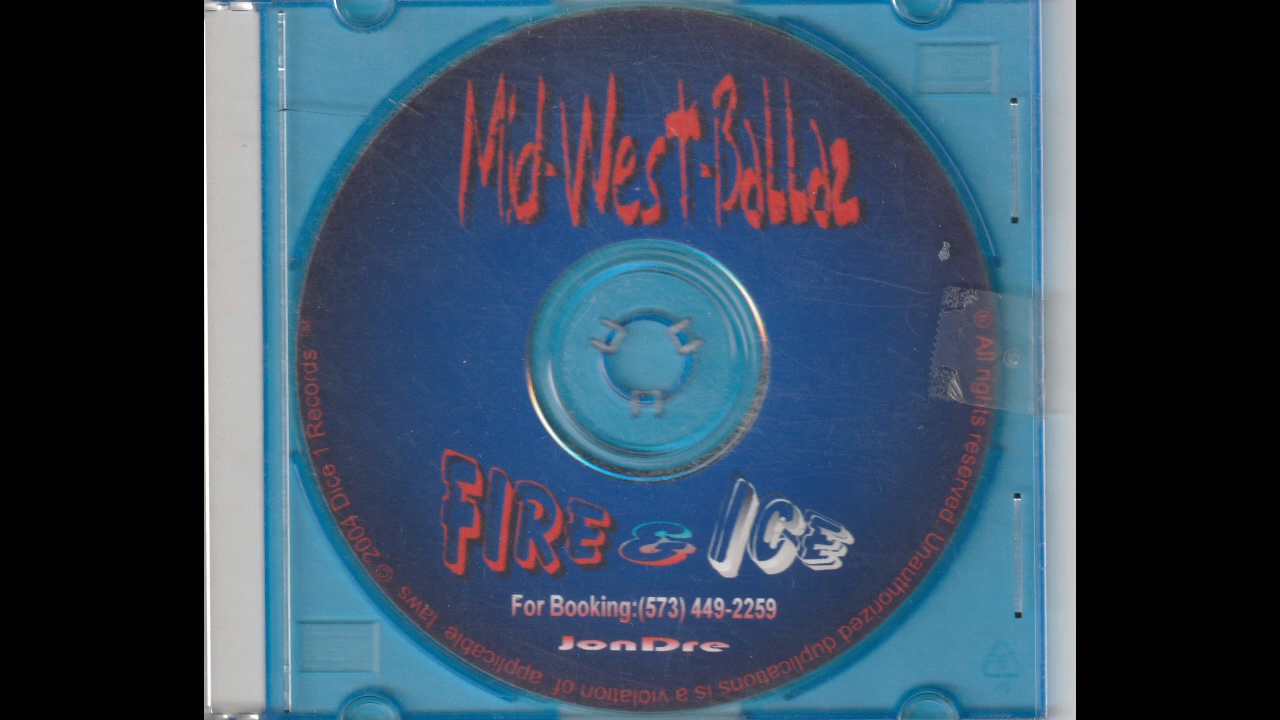 Mid-West-Ballaz
FIRE & ICE
For Booking:(573) 449-2259
JonDre
® All rights reserved. Unauthorized duplications is a violation of applicable laws © 2004 Dice 1 Records™